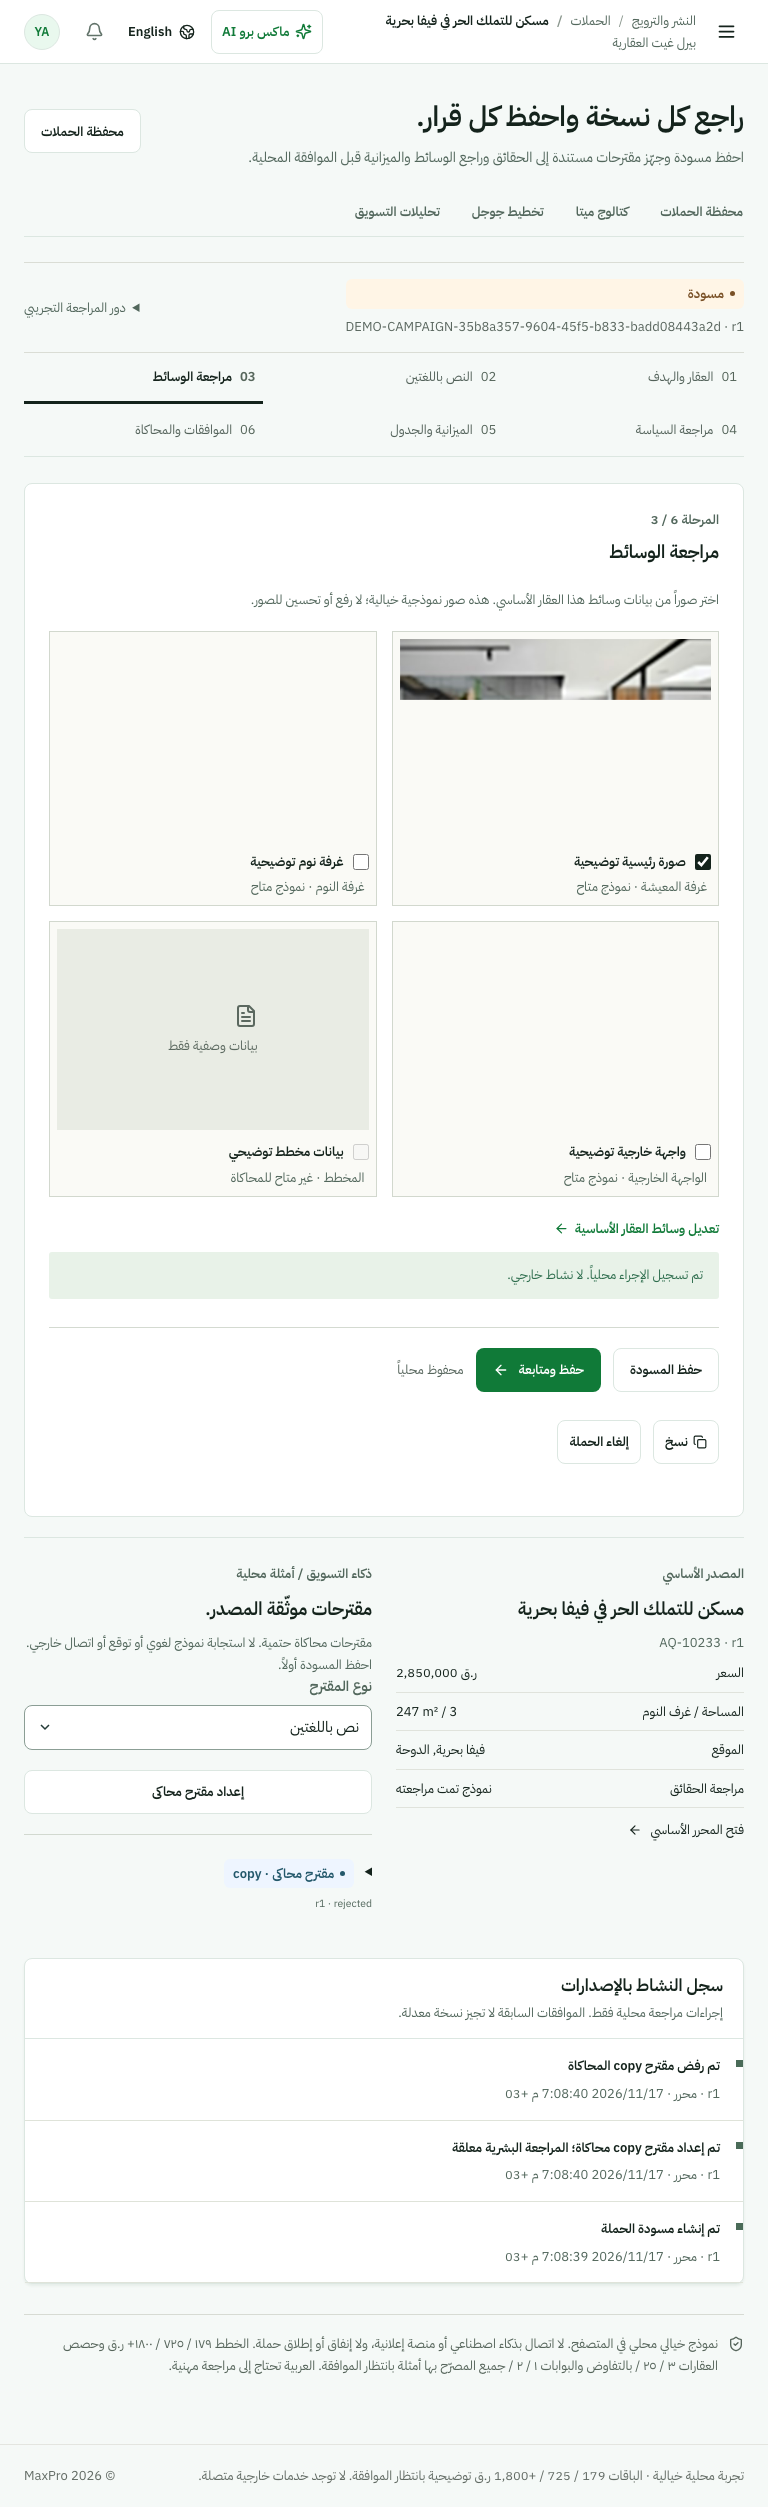 النشر والترويج / الحملات / مسكن للتملك الحر في فيفا بحرية
بيرل غيت العقارية
ماكس برو AI
English
YA
راجع كل نسخة واحفظ كل قرار.
احفظ مسودة وجهّز مقترحات مستندة إلى الحقائق وراجع الوسائط والميزانية قبل الموافقة المحلية.
محفظة الحملات
محفظة الحملات
كتالوج ميتا
تخطيط جوجل
تحليلات التسويق
مسودة
DEMO-CAMPAIGN-35b8a357-9604-45f5-b833-badd08443a2d · r1
دور المراجعة التجريبي
01 العقار والهدف
02 النص باللغتين
03 مراجعة الوسائط
04 مراجعة السياسة
05 الميزانية والجدول
06 الموافقات والمحاكاة
المرحلة 6 / 3
مراجعة الوسائط
اختر صوراً من بيانات وسائط هذا العقار الأساسي. هذه صور نموذجية خيالية؛ لا رفع أو تحسين للصور.
صورة رئيسية توضيحية
غرفة المعيشة · نموذج متاح
غرفة نوم توضيحية
غرفة النوم · نموذج متاح
واجهة خارجية توضيحية
الواجهة الخارجية · نموذج متاح
بيانات وصفية فقط
بيانات مخطط توضيحي
المخطط · غير متاح للمحاكاة
تعديل وسائط العقار الأساسية
تم تسجيل الإجراء محلياً. لا نشاط خارجي.
حفظ المسودة
حفظ ومتابعة
محفوظ محلياً
نسخ
إلغاء الحملة
المصدر الأساسي
مسكن للتملك الحر في فيفا بحرية
AQ-10233 · r1
السعر
ر.ق 2,850,000
المساحة / غرف النوم
247 m² / 3
الموقع
فيفا بحرية, الدوحة
مراجعة الحقائق
نموذج تمت مراجعته
فتح المحرر الأساسي
ذكاء التسويق / أمثلة محلية
مقترحات موثّقة المصدر.
مقترحات محاكاة حتمية. لا استجابة نموذج لغوي أو توقع أو اتصال خارجي.
احفظ المسودة أولاً.
نوع المقترح
نص باللغتين
إعداد مقترح محاكى
مقترح محاكى · copy
r1 · rejected
سجل النشاط بالإصدارات
إجراءات مراجعة محلية فقط. الموافقات السابقة لا تجيز نسخة معدلة.
تم رفض مقترح copy المحاكاة
r1 · محرر · 2026/11/17 7:08:40 م +03
تم إعداد مقترح copy محاكاة؛ المراجعة البشرية معلقة
r1 · محرر · 2026/11/17 7:08:40 م +03
تم إنشاء مسودة الحملة
r1 · محرر · 2026/11/17 7:08:39 م +03
نموذج خيالي محلي في المتصفح. لا اتصال بذكاء اصطناعي أو منصة إعلانية، ولا إنفاق أو إطلاق حملة. الخطط ١٧٩ / ٧٢٥ / ١٨٠٠+ ر.ق وحصص
العقارات ٣ / ٢٥ / بالتفاوض والبوابات ١ / ٢ / جميع المصرّح بها أمثلة بانتظار الموافقة. العربية تحتاج إلى مراجعة مهنية.
تجربة محلية خيالية · الباقات 179 / 725 / +1,800 ر.ق توضيحية بانتظار الموافقة. لا توجد خدمات خارجية متصلة.
© 2026 MaxPro